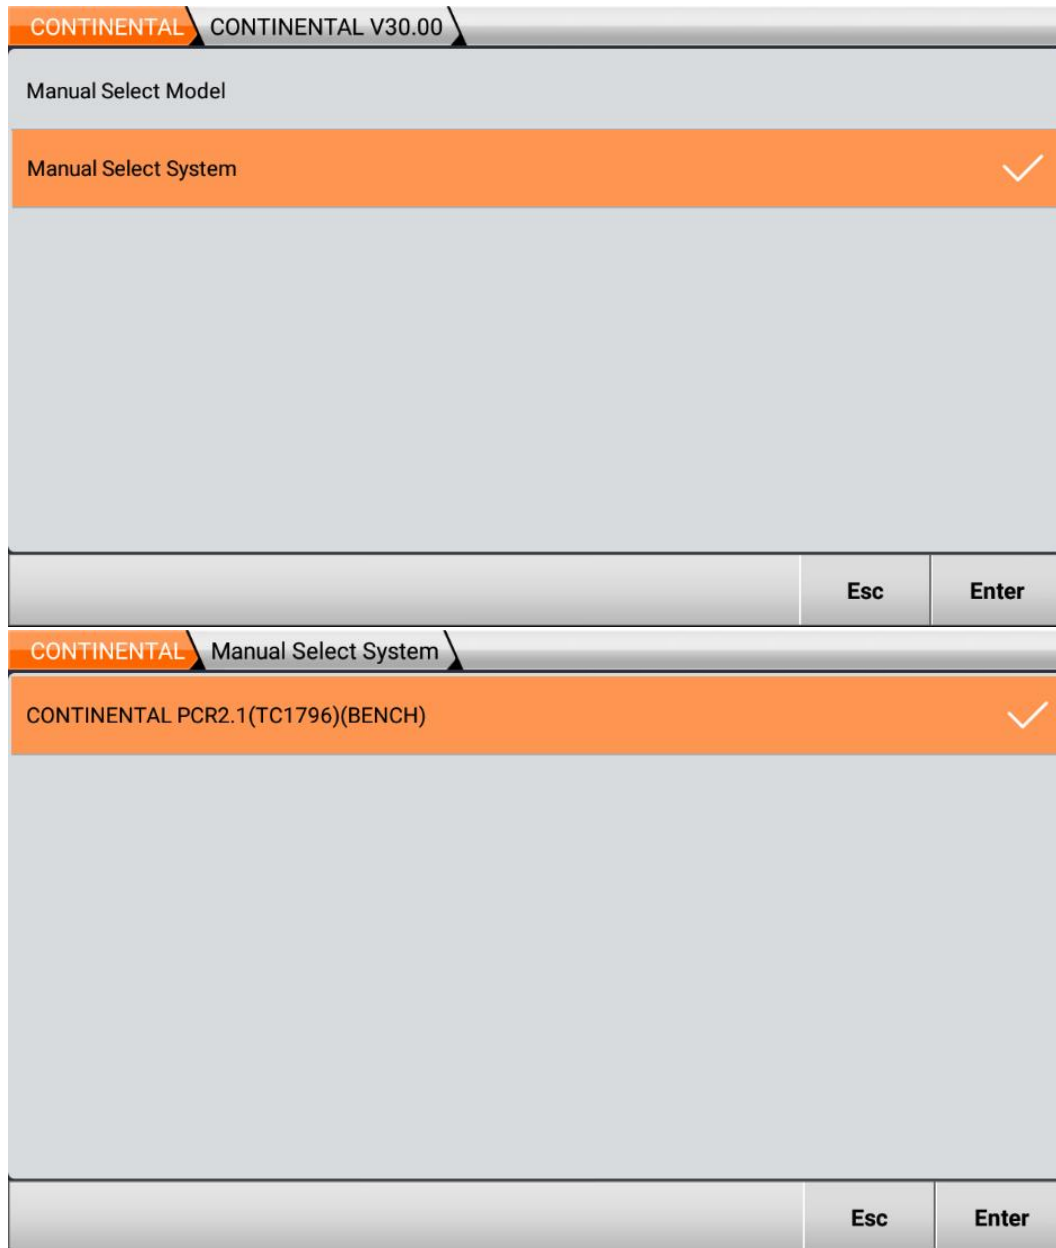 CONTINENTAL CONTINENTAL V30.00
Manual Select Model
Manual Select System
Esc Enter
CONTINENTAL Manual Select System
CONTINENTAL PCR2.1(TC1796)(BENCH)
Esc Enter